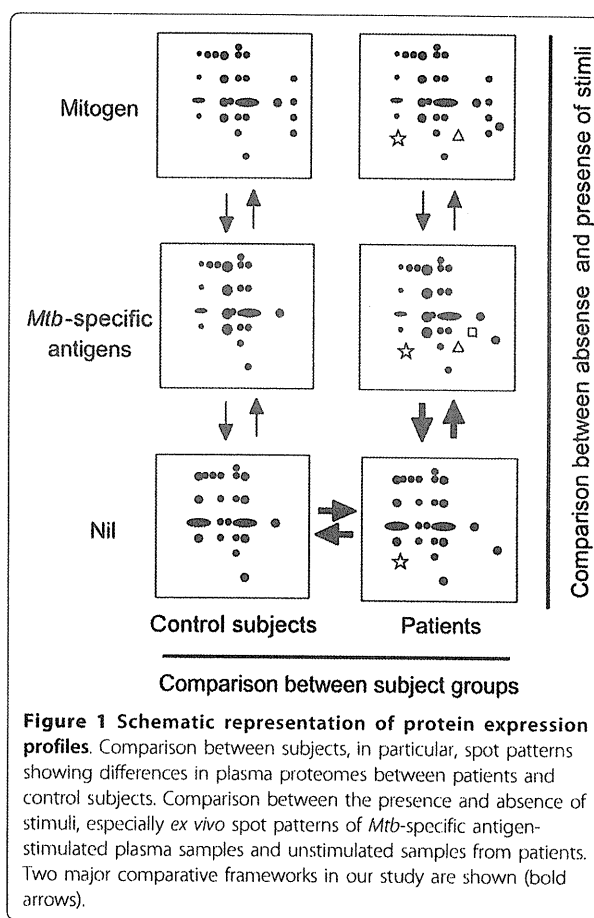 Mitogen
Mtb-specific
antigens
Nil
Control subjects
Patients
Comparison between subject groups
Comparison between absense and presense of stimli
Figure 1 Schematic representation of protein expression
profiles. Comparison between subjects, in particular, spot patterns
showing differences in plasma proteomes between patients and
control subjects. Comparison between the presence and absence of
stimuli, especially ex vivo spot patterns of Mtb-specific antigen-
stimulated plasma samples and unstimulated samples from patients.
Two major comparative frameworks in our study are shown (bold
arrows).